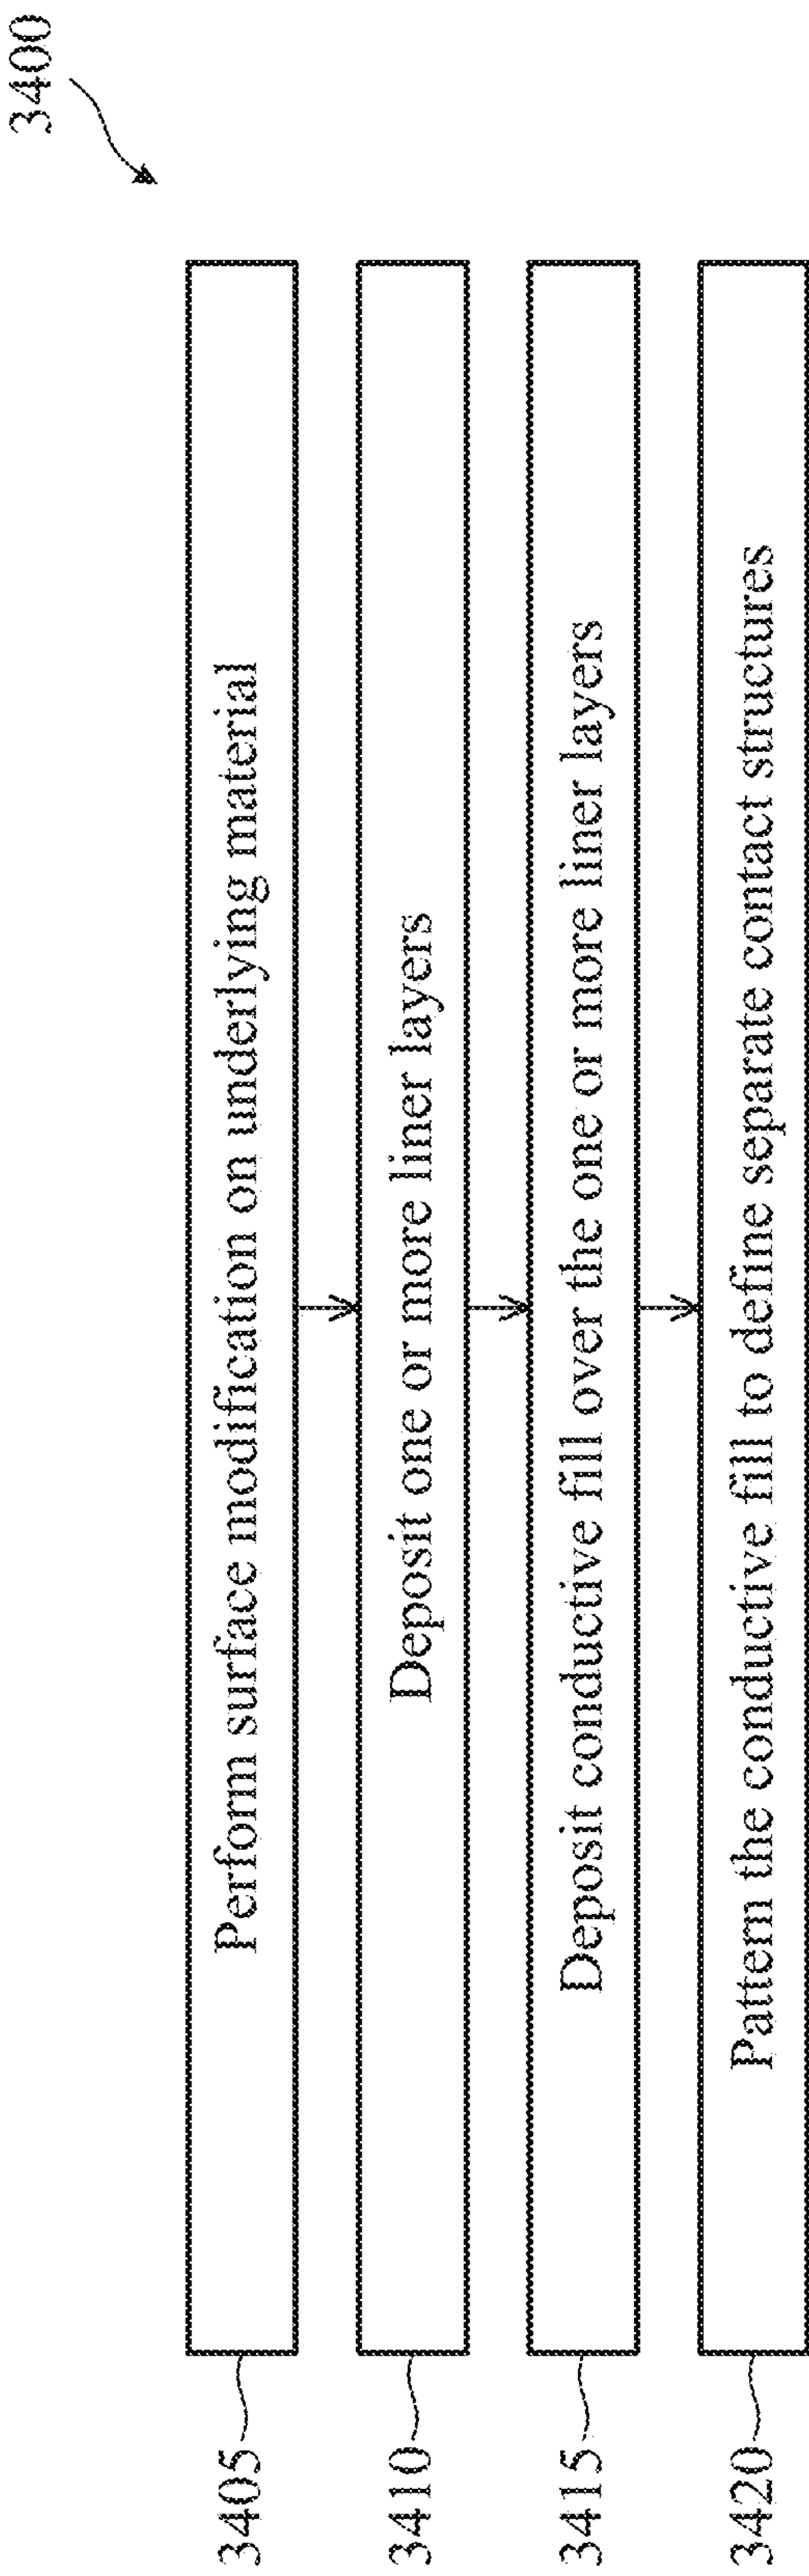 3400
3405
Perform surface modification on underlying material
3410
Deposit one or more liner layers
3415
Deposit conductive fill over the one or more liner layers
3420
Pattern the conductive fill to define separate contact structures